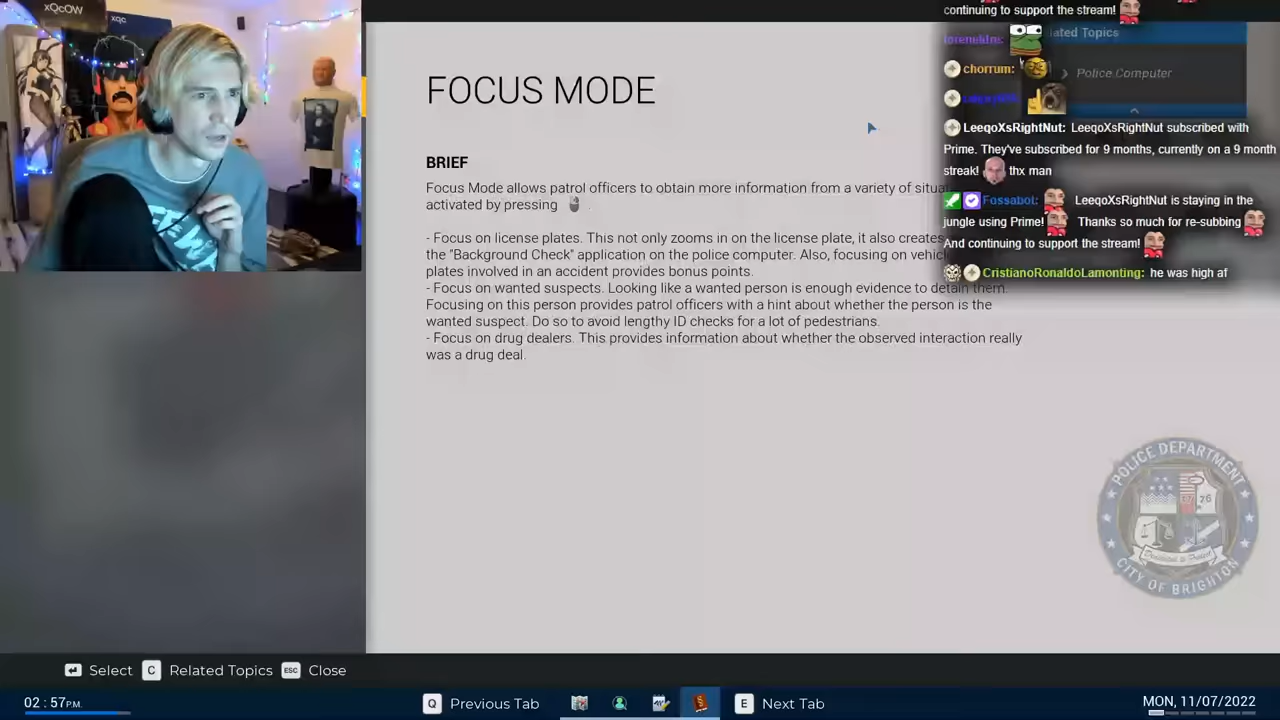 xQcOW
xqc
FOCUS MODE
BRIEF
Focus Mode allows patrol officers to obtain more information from a variety of
activated by pressing .
- Focus on license plates. This not only zooms in on the license plate, it also creates
the "Background Check" application on the police computer. Also, focusing on
plates involved in an accident provides bonus points.
- Focus on wanted suspects. Looking like a wanted person is enough evidence to detain them.
Focusing on this person provides patrol officers with a hint about whether the person is the
wanted suspect. Do so to avoid lengthy ID checks for a lot of pedestrians.
- Focus on drug dealers. This provides information about whether the observed interaction really
was a drug deal.
continuing to support the stream!
Topics
Police Computer
chorrum:
LeeqoXsRightNut: LeeqoXsRightNut subscribed with
Prime. They've subscribed for 9 months, currently on a 9 month
streak! thx man
Fossabot: LeeqoXsRightNut is staying in the
jungle using Prime! Thanks so much for re-subbing
And continuing to support the stream!
CristianoRonaldoLamonting: he was high af
POLICE DEPARTMENT
17 76
CITY OF BRIGHTON
Select C Related Topics ESC Close
02 : 57 P.M.
Q Previous Tab E Next Tab
MON, 11/07/2022